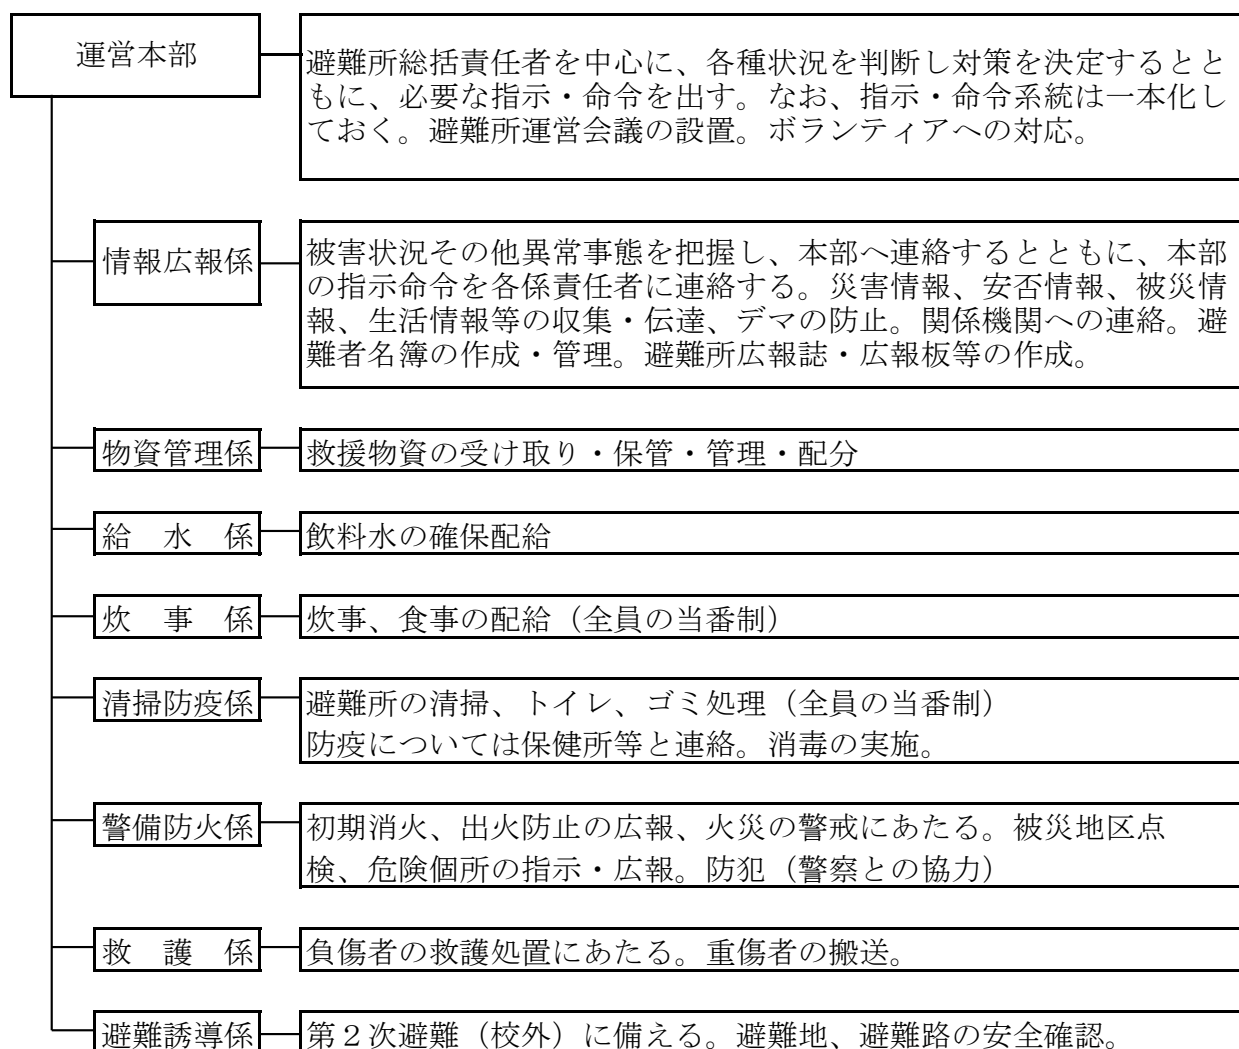 運営本部
避難所総括責任者を中心に、各種状況を判断し対策を決定するとと
もに、必要な指示・命令を出す。なお、指示・命令系統は一本化し
ておく。避難所運営会議の設置。ボランティアへの対応。
情報広報係
被害状況その他異常事態を把握し、本部へ連絡するとともに、本部
の指示命令を各係責任者に連絡する。災害情報、安否情報、被災情
報、生活情報等の収集・伝達、デマの防止。関係機関への連絡。避
難者名簿の作成・管理。避難所広報誌・広報板等の作成。
物資管理係
救援物資の受け取り・保管・管理・配分
給　水　係
飲料水の確保配給
炊　事　係
炊事、食事の配給（全員の当番制）
清掃防疫係
避難所の清掃、トイレ、ゴミ処理（全員の当番制）
防疫については保健所等と連絡。消毒の実施。
警備防火係
初期消火、出火防止の広報、火災の警戒にあたる。被災地区点
検、危険個所の指示・広報。防犯（警察との協力）
救　護　係
負傷者の救護処置にあたる。重傷者の搬送。
避難誘導係
第２次避難（校外）に備える。避難地、避難路の安全確認。